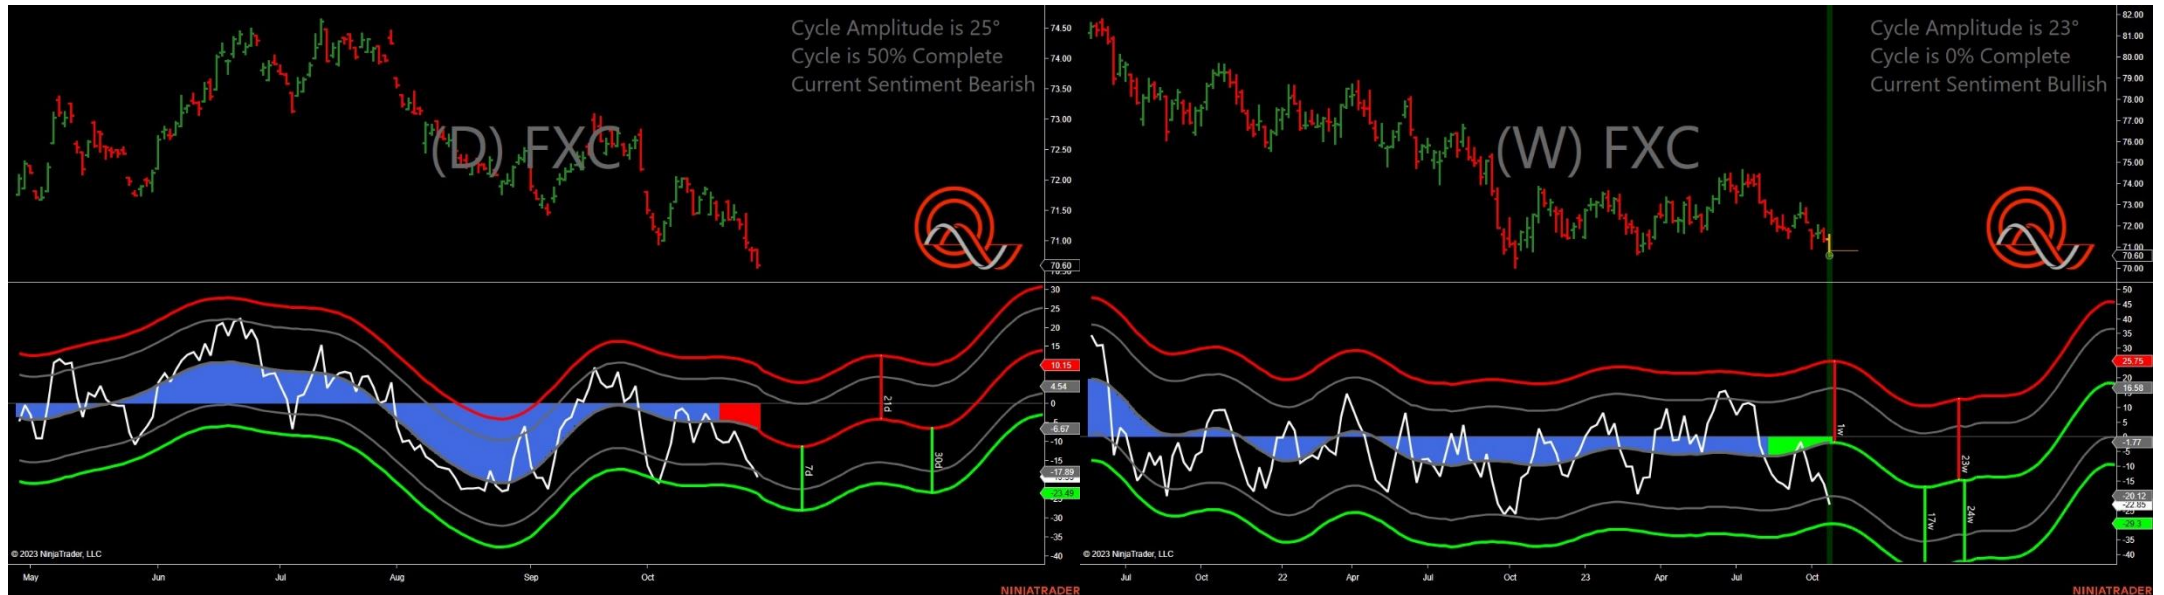 Cycle Amplitude is 25°
Cycle is 50% Complete
Current Sentiment Bearish
(D) FXC
74.50
74.00
73.50
73.00
72.50
72.00
71.50
71.00
70.60
30
25
20
15
10.15
4.54
0
-5
-6.67
-10
-15
-17.89
-23.49
-30
-35
-40
21d
7d
30d
© 2023 NinjaTrader, LLC
May Jun Jul Aug Sep Oct
NINJATRADER
Cycle Amplitude is 23°
Cycle is 0% Complete
Current Sentiment Bullish
(W) FXC
82.00
81.00
80.00
79.00
78.00
77.00
76.00
75.00
74.00
73.00
72.00
71.00
70.60
70.00
50
45
40
35
30
25.75
20
16.58
10
5
-1.77
-5
-10
-15
-20.12
-22.85
-29.3
-35
-40
1w
23w
17w
24w
© 2023 NinjaTrader, LLC
Jul Oct 22 Apr Jul Oct 23 Apr Jul Oct
NINJATRADER